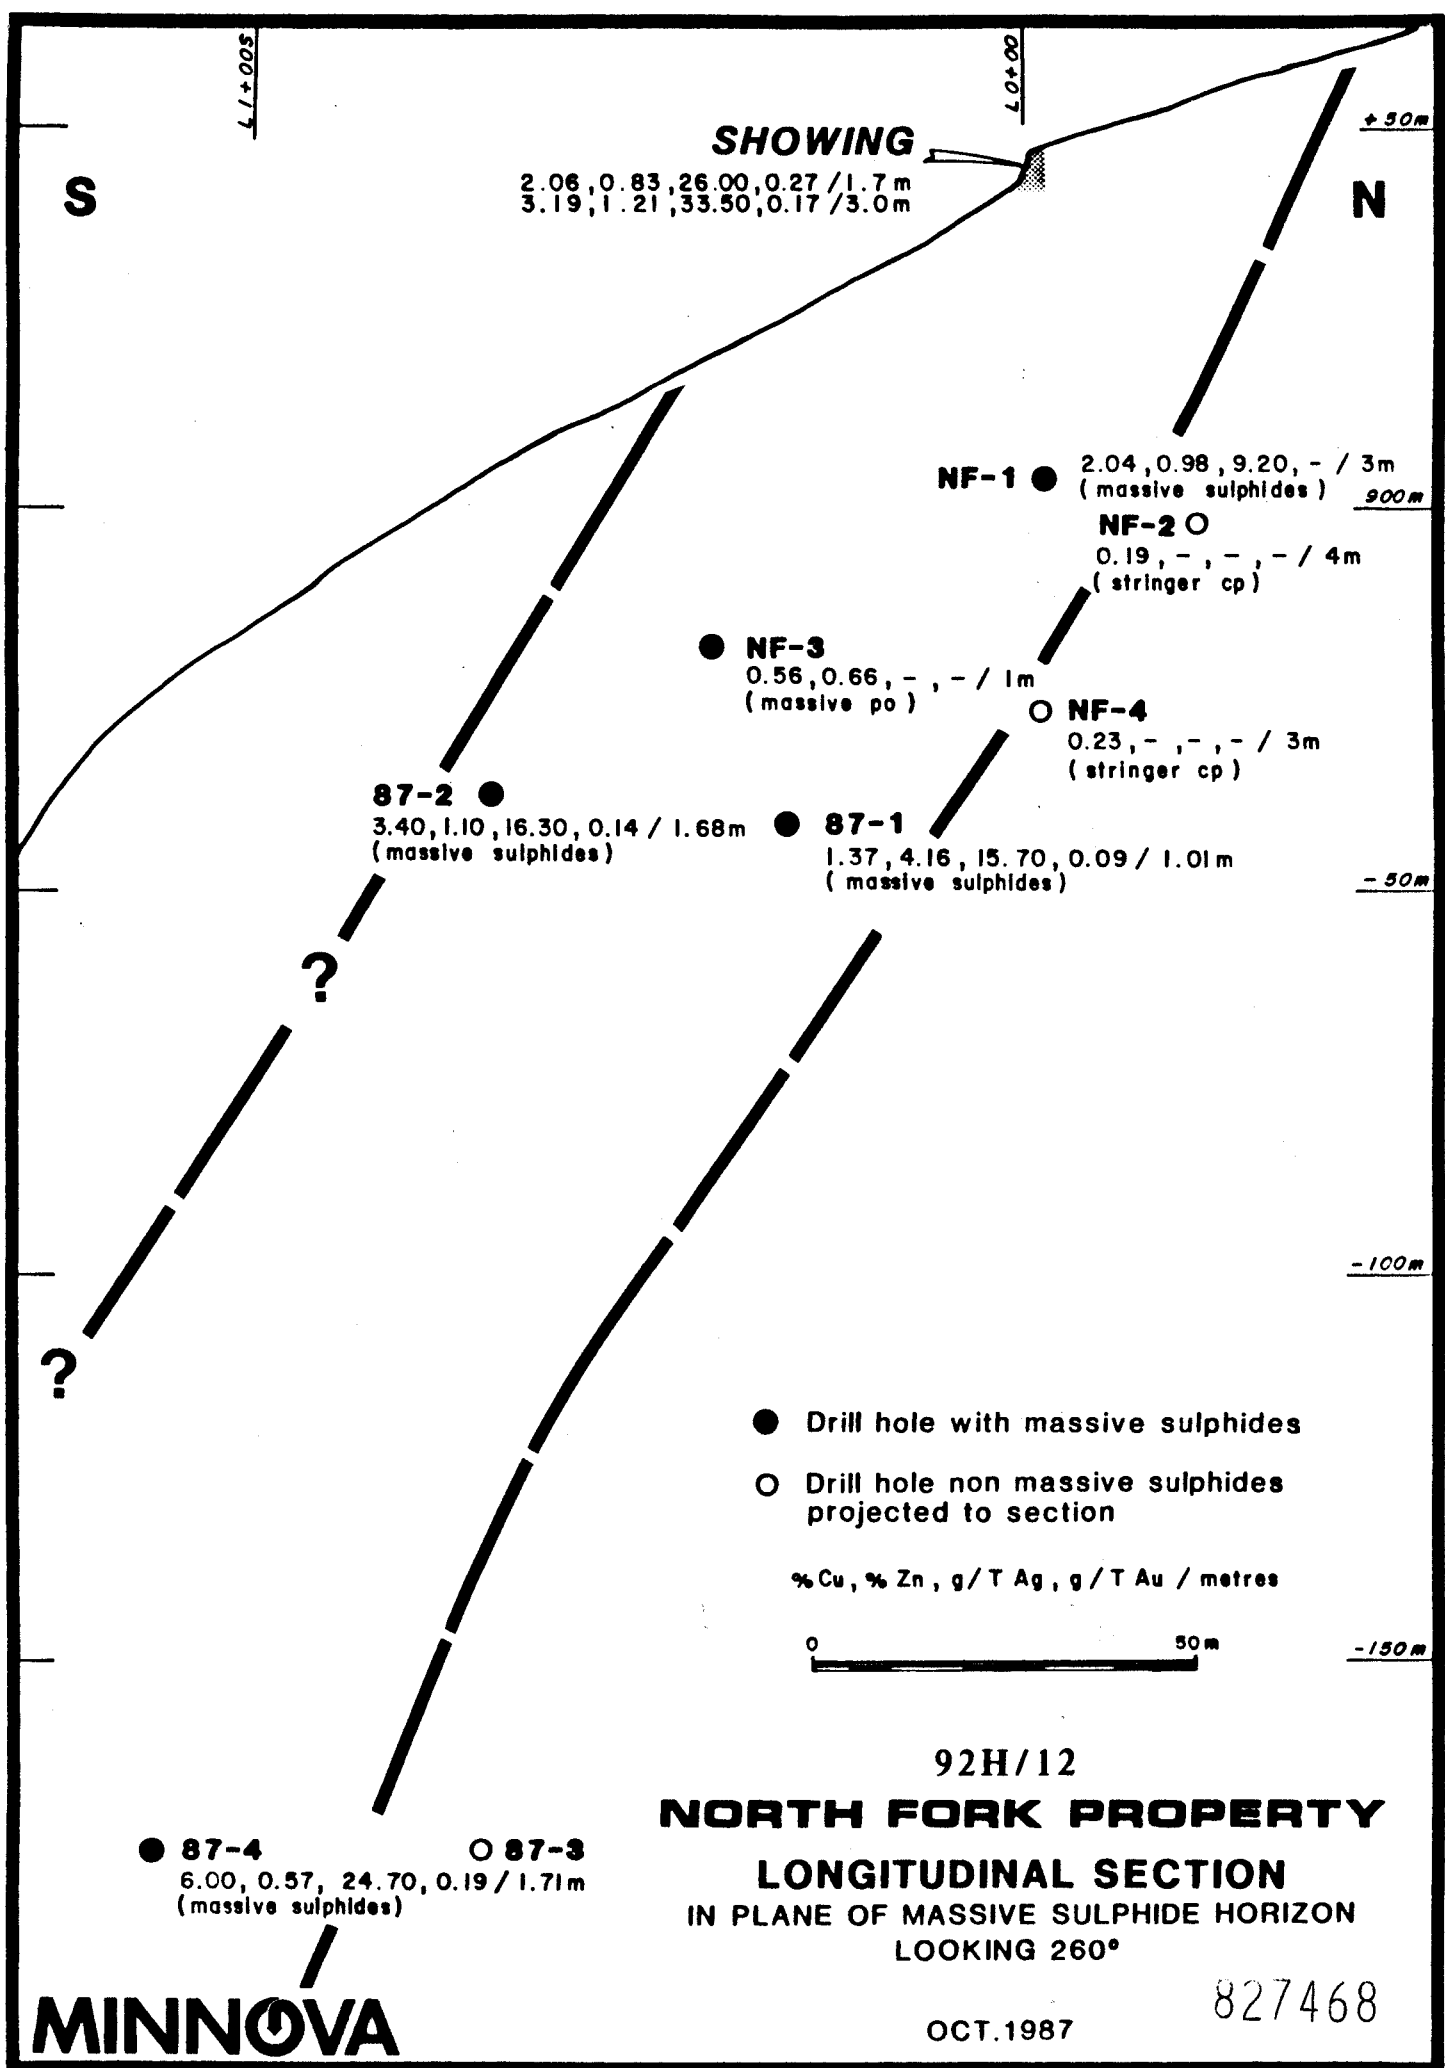 L 1+00S
L 0+00
+50m
SHOWING
2.06, 0.83, 26.00, 0.27 / 1.7m
3.19, 1.21, 33.50, 0.17 / 3.0m
S
N
NF-1
2.04, 0.98, 9.20, - / 3m
(massive sulphides)
900m
NF-2
0.19, -, -, - / 4m
(stringer cp)
NF-3
0.56, 0.66, -, - / 1m
(massive po)
NF-4
0.23, -, -, - / 3m
(stringer cp)
87-2
3.40, 1.10, 16.30, 0.14 / 1.68m
(massive sulphides)
87-1
1.37, 4.16, 15.70, 0.09 / 1.01m
(massive sulphides)
-50m
?
-100m
?
Drill hole with massive sulphides
Drill hole non massive sulphides
projected to section
% Cu, % Zn, g/T Ag, g/T Au / metres
0 50m
-150m
92H/12
NORTH FORK PROPERTY
87-4
6.00, 0.57, 24.70, 0.19 / 1.71m
(massive sulphides)
87-3
LONGITUDINAL SECTION
IN PLANE OF MASSIVE SULPHIDE HORIZON
LOOKING 260°
827468
MINNOVA
OCT. 1987